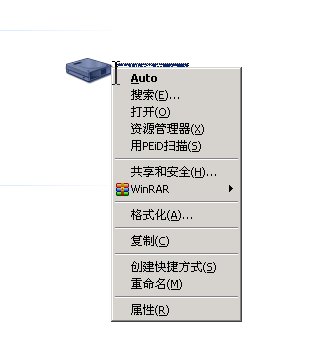 Auto
搜索(E)...
打开(O)
资源管理器(X)
用PEiD扫描(S)
共享和安全(H)...
WinRAR
格式化(A)...
复制(C)
创建快捷方式(S)
重命名(M)
属性(R)